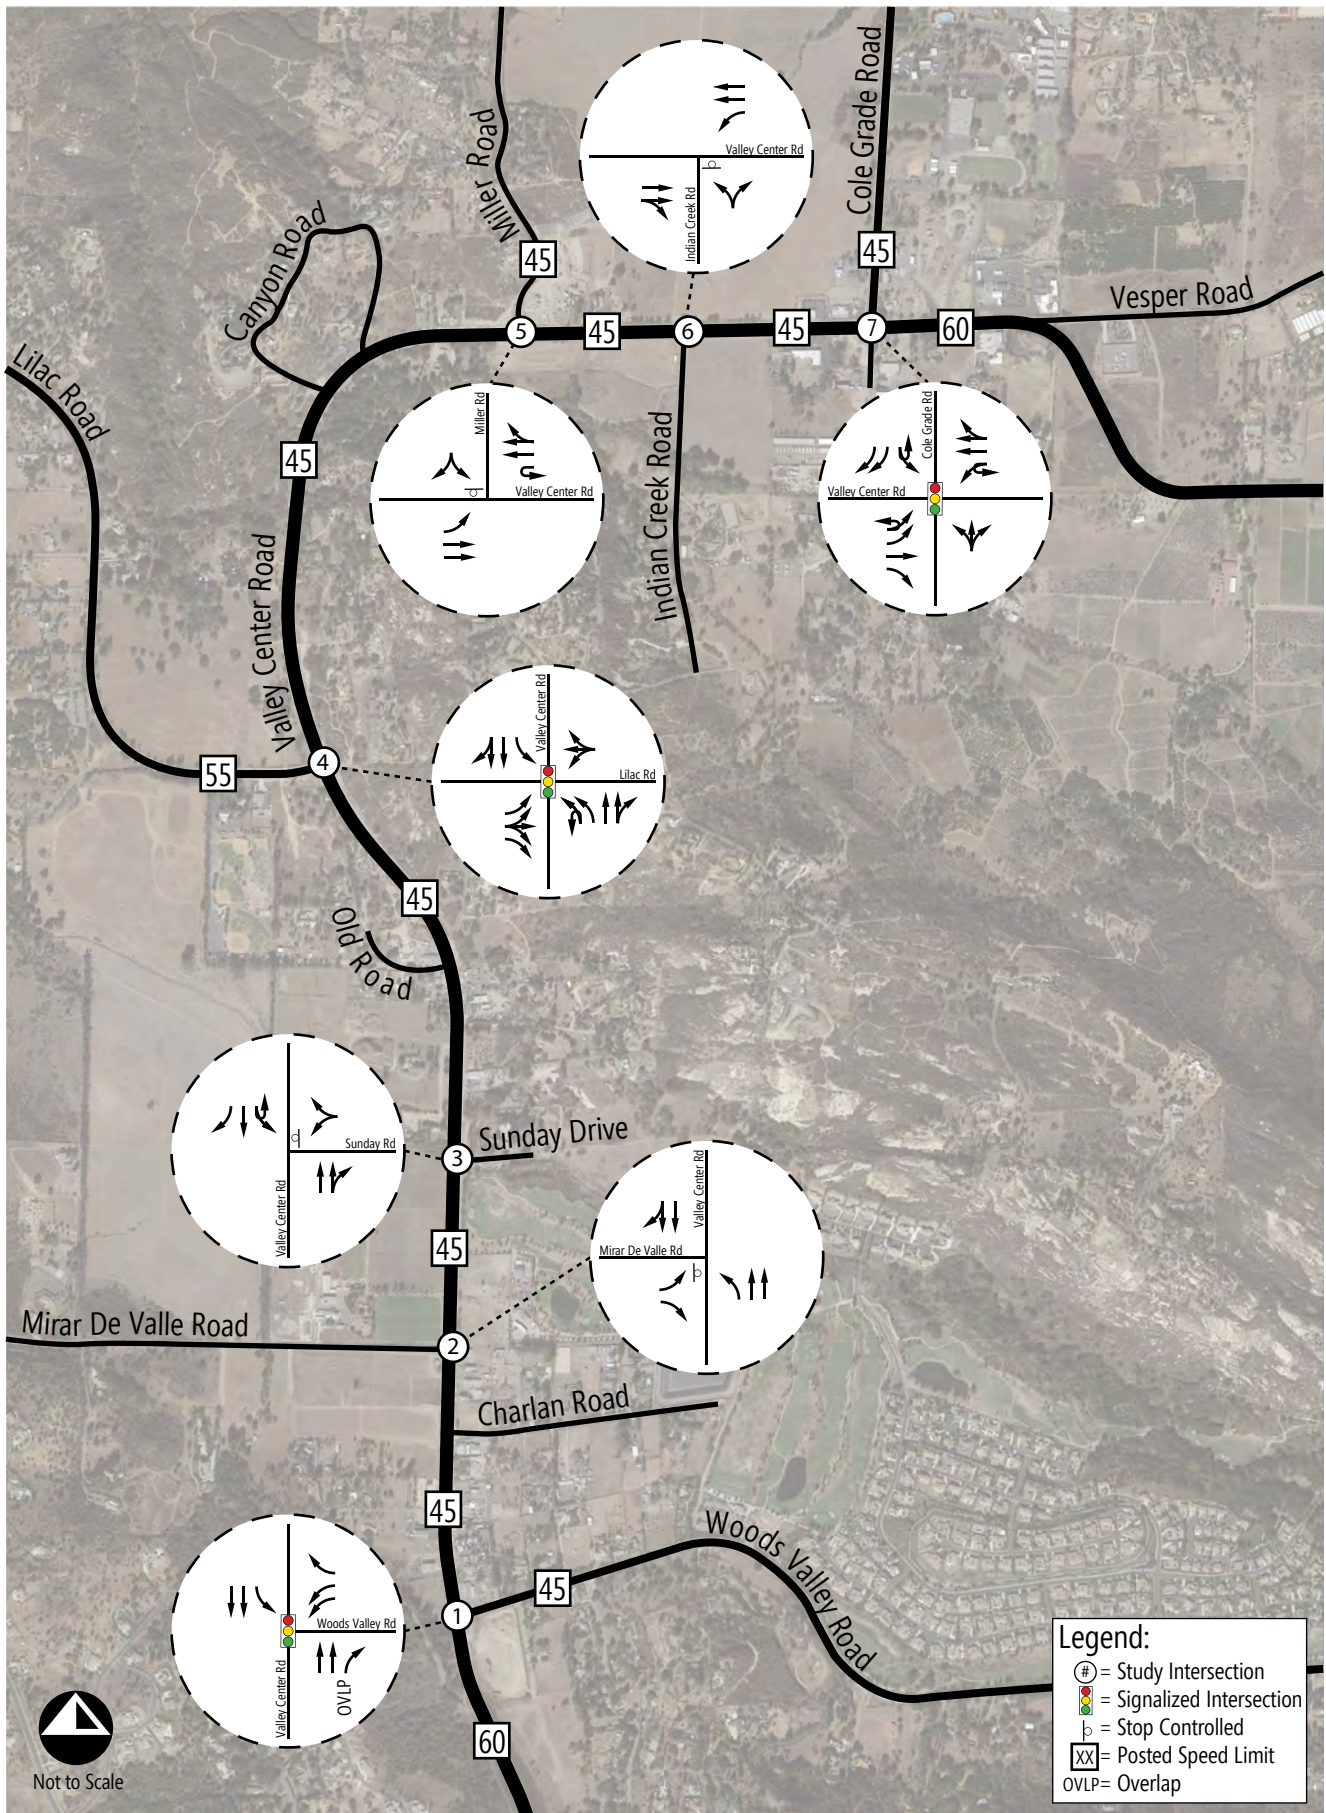 Miller Road
Cole Grade Road
Valley Center Rd
Indian Creek Rd
Canyon Road
45
45
Vesper Road
5
45
6
45
7
60
Lilac Road
Miller Rd
Valley Center Rd
Indian Creek Road
Cole Grade Rd
Valley Center Rd
45
Valley Center Road
Valley Center Rd
Lilac Rd
55
4
45
Old Road
Sunday Rd
Valley Center Rd
3
Sunday Drive
45
Valley Center Rd
Mirar De Valle Rd
Mirar De Valle Road
2
Charlan Road
45
Woods Valley Road
45
1
Woods Valley Rd
Valley Center Rd
OVLP
60
Not to Scale
Legend:
# = Study Intersection
= Signalized Intersection
= Stop Controlled
XX = Posted Speed Limit
OVLP= Overlap